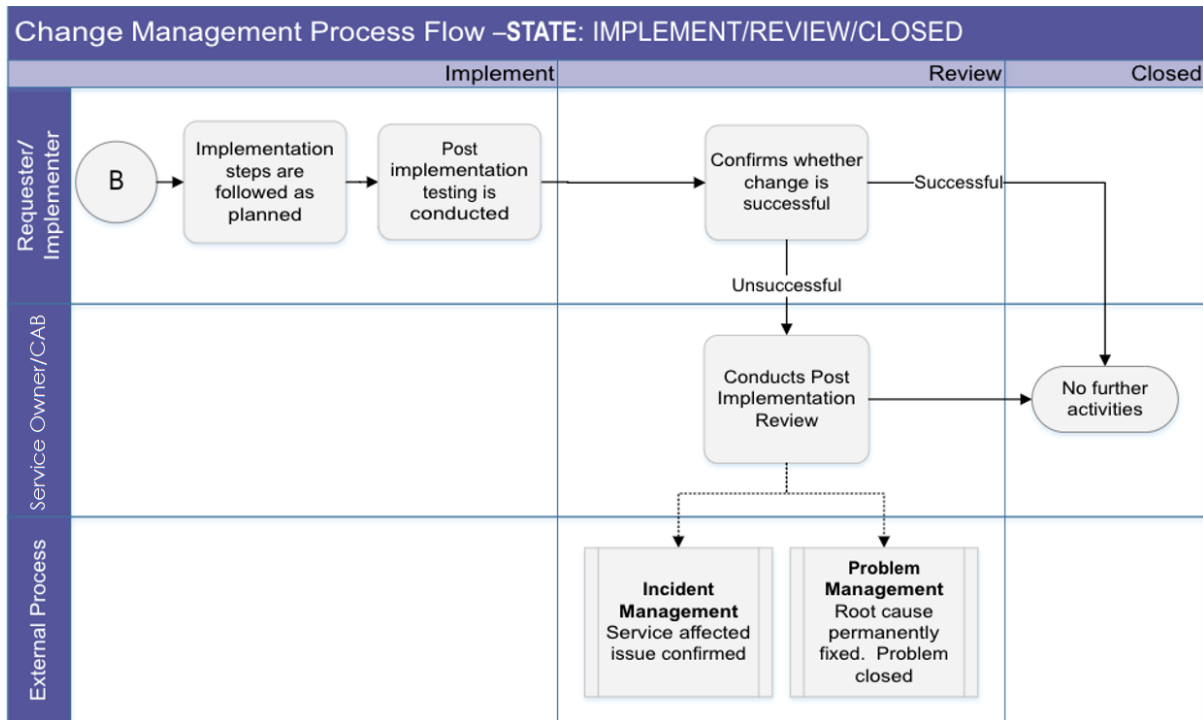 Change Management Process Flow –STATE: IMPLEMENT/REVIEW/CLOSED
Implement
Review
Closed
Requester/
Implementer
B
Implementation
steps are
followed as
planned
Post
implementation
testing is
conducted
Confirms whether
change is
successful
Successful
Unsuccessful
Service Owner/CAB
Conducts Post
Implementation
Review
No further
activities
External Process
Incident
Management
Service affected
issue confirmed
Problem
Management
Root cause
permanently
fixed.  Problem
closed